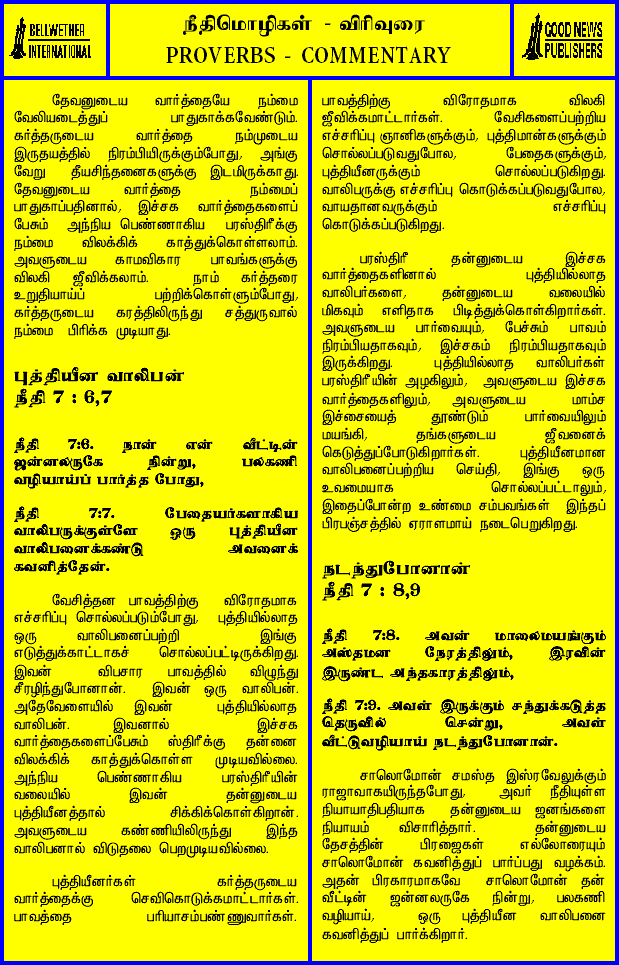 BELLWETHER
INTERNATIONAL
நீதிமொழிகள் - விரிவுரை
PROVERBS - COMMENTARY
GOOD NEWS
PUBLISHERS
தேவனுடைய வார்த்தையே நம்மை
வேலியடைத்துப் பாதுகாக்கவேண்டும்.
கர்த்தருடைய வார்த்தை நம்முடைய
இருதயத்தில் நிரம்பியிருக்கும்போது, அங்கு
வேறு தீயசிந்தனைகளுக்கு இடமிருக்காது.
தேவனுடைய வார்த்தை நம்மைப்
பாதுகாப்பதினால், இச்சக வார்த்தைகளைப்
பேசும் அந்நிய பெண்ணாகிய பரஸ்திரீக்கு
நம்மை விலக்கிக் காத்துக்கொள்ளலாம்.
அவளுடைய காமவிகார பாவங்களுக்கு
விலகி ஜீவிக்கலாம். நாம் கர்த்தரை
உறுதியாய்ப் பற்றிக்கொள்ளும்போது,
கர்த்தருடைய கரத்திலிருந்து சத்துருவால்
நம்மை பிரிக்க முடியாது.
புத்தியீன வாலிபன்
நீதி 7 : 6,7
நீதி 7:6. நான் என் வீட்டின்
ஜன்னலருகே நின்று, பலகணி
வழியாய்ப் பார்த்த போது,
நீதி 7:7. பேதையர்களாகிய
வாலிபருக்குள்ளே ஒரு புத்தியீன
வாலிபனைக்கண்டு அவனைக்
கவனித்தேன்.
வேசித்தன பாவத்திற்கு விரோதமாக
எச்சரிப்பு சொல்லப்படும்போது, புத்தியில்லாத
ஒரு வாலிபனைப்பற்றி இங்கு
எடுத்துக்காட்டாகச் சொல்லப்பட்டிருக்கிறது.
இவன் விபசார பாவத்தில் விழுந்து
சீரழிந்துபோனான். இவன் ஒரு வாலிபன்.
அதேவேளையில் இவன் புத்தியில்லாத
வாலிபன். இவனால் இச்சக
வார்த்தைகளைப்பேசும் ஸ்திரீக்கு தன்னை
விலக்கிக் காத்துக்கொள்ள முடியவில்லை.
அந்நிய பெண்ணாகிய பரஸ்திரீயின்
வலையில் இவன் தன்னுடைய
புத்தியீனத்தால் சிக்கிக்கொள்கிறான்.
அவளுடைய கண்ணியிலிருந்து இந்த
வாலிபனால் விடுதலை பெறமுடியவில்லை.
புத்தியீனர்கள் கர்த்தருடைய
வார்த்தைக்கு செவிகொடுக்கமாட்டார்கள்.
பாவத்தை பரியாசம்பண்ணுவார்கள்.
பாவத்திற்கு விரோதமாக விலகி
ஜீவிக்கமாட்டார்கள். வேசிகளைப்பற்றிய
எச்சரிப்பு ஞானிகளுக்கும், புத்திமான்களுக்கும்
சொல்லப்படுவதுபோல, பேதைகளுக்கும்,
புத்தியீனருக்கும் சொல்லப்படுகிறது.
வாலிபருக்கு எச்சரிப்பு கொடுக்கப்படுவதுபோல,
வாயதானவருக்கும் எச்சரிப்பு
கொடுக்கப்படுகிறது.
பரஸ்திரீ தன்னுடைய இச்சக
வார்த்தைகளினால் புத்தியில்லாத
வாலிபர்களை, தன்னுடைய வலையில்
மிகவும் எளிதாக பிடித்துக்கொள்கிறார்கள்.
அவளுடைய பார்வையும், பேச்சும் பாவம்
நிரம்பியதாகவும், இச்சகம் நிரம்பியதாகவும்
இருக்கிறது. புத்தியில்லாத வாலிபர்கள்
பரஸ்திரீயின் அழகிலும், அவளுடைய இச்சக
வார்த்தைகளிலும், அவளுடைய மாம்ச
இச்சையைத் தூண்டும் பார்வையிலும்
மயங்கி, தங்களுடைய ஜீவனைக்
கெடுத்துப்போடுகிறார்கள். புத்தியீனமான
வாலிபனைப்பற்றிய செய்தி, இங்கு ஒரு
உவமையாக சொல்லப்பட்டாலும்,
இதைப்போன்ற உண்மை சம்பவங்கள் இந்தப்
பிரபஞ்சத்தில் ஏராளமாய் நடைபெறுகிறது.
நடந்துபோனான்
நீதி 7 : 8,9
நீதி 7:8. அவன் மாலைமயங்கும்
அஸ்தமன நேரத்திலும், இரவின்
இருண்ட அந்தகாரத்திலும்,
நீதி 7:9. அவள் இருக்கும் சந்துக்கடுத்த
தெருவில் சென்று, அவள்
வீட்டுவழியாய் நடந்துபோனான்.
சாலொமோன் சமஸ்த இஸ்ரவேலுக்கும்
ராஜாவாகயிருந்தபோது, அவர் நீதியுள்ள
நியாயாதிபதியாக தன்னுடைய ஜனங்களை
நியாயம் விசாரித்தார். தன்னுடைய
தேசத்தின் பிரஜைகள் எல்லோரையும்
சாலொமோன் கவனித்துப் பார்ப்பது வழக்கம்.
அதன் பிரகாரமாகவே சாலொமோன் தன்
வீட்டின் ஜன்னலருகே நின்று, பலகணி
வழியாய், ஒரு புத்தியீன வாலிபனை
கவனித்துப் பார்க்கிறார்.